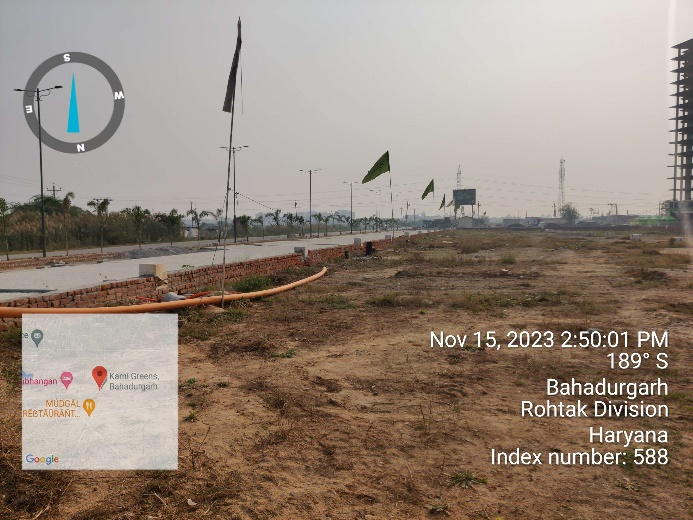 S
E
W
N
Nov 15, 2023 2:50:01 PM
189° S
Bahadurgarh
Rohtak Division
Haryana
Index number: 588
Kami Greens,
Bahadurgarh
MUDGAL
Google